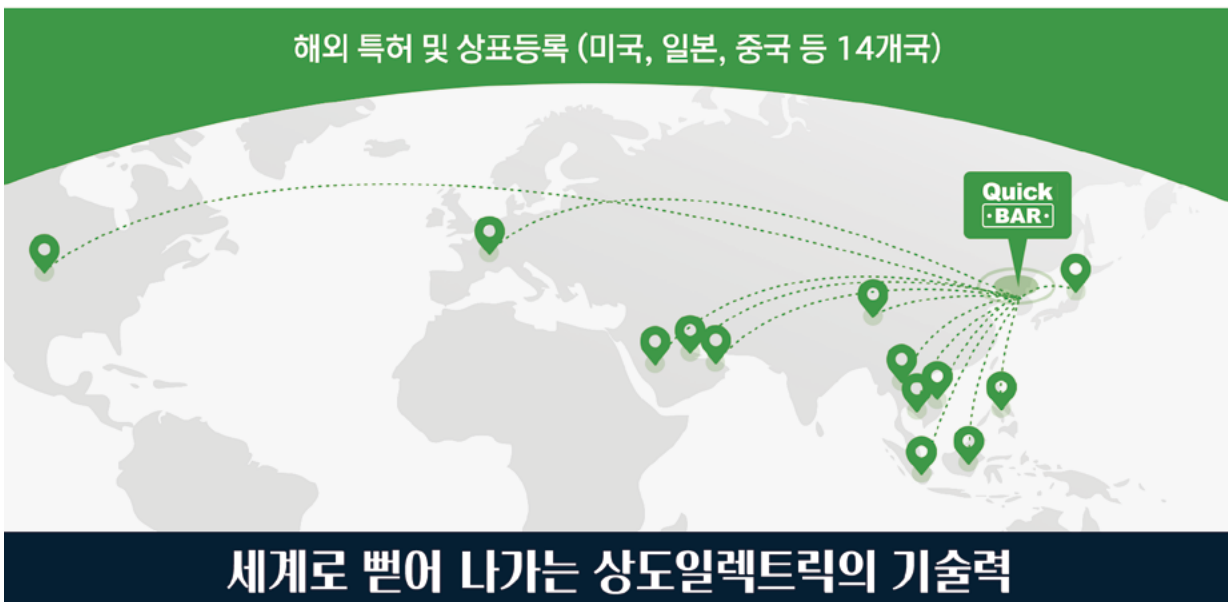 해외 특허 및 상표등록 (미국, 일본, 중국 등 14개국)
Quick
·BAR·
세계로 뻗어 나가는 상도일렉트릭의 기술력